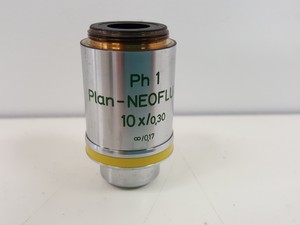 Ph 1
Plan-NEOFLU
10x/0,30
∞/0,17